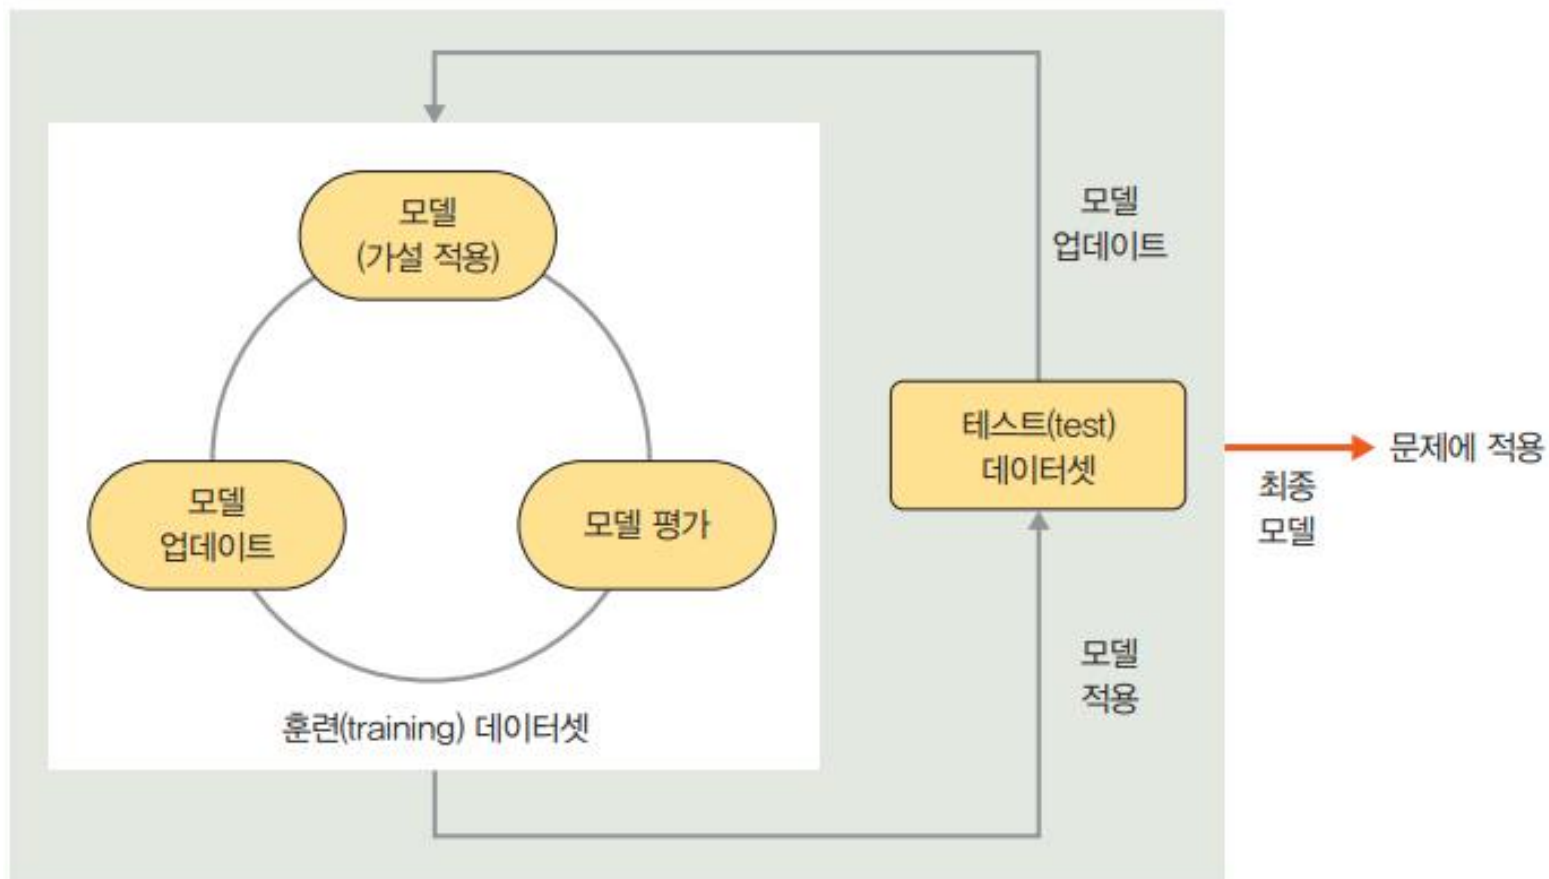 모델
(가설 적용)
모델
업데이트
모델 평가
훈련(training) 데이터셋
모델
업데이트
테스트(test)
데이터셋
모델
적용
최종
모델
문제에 적용